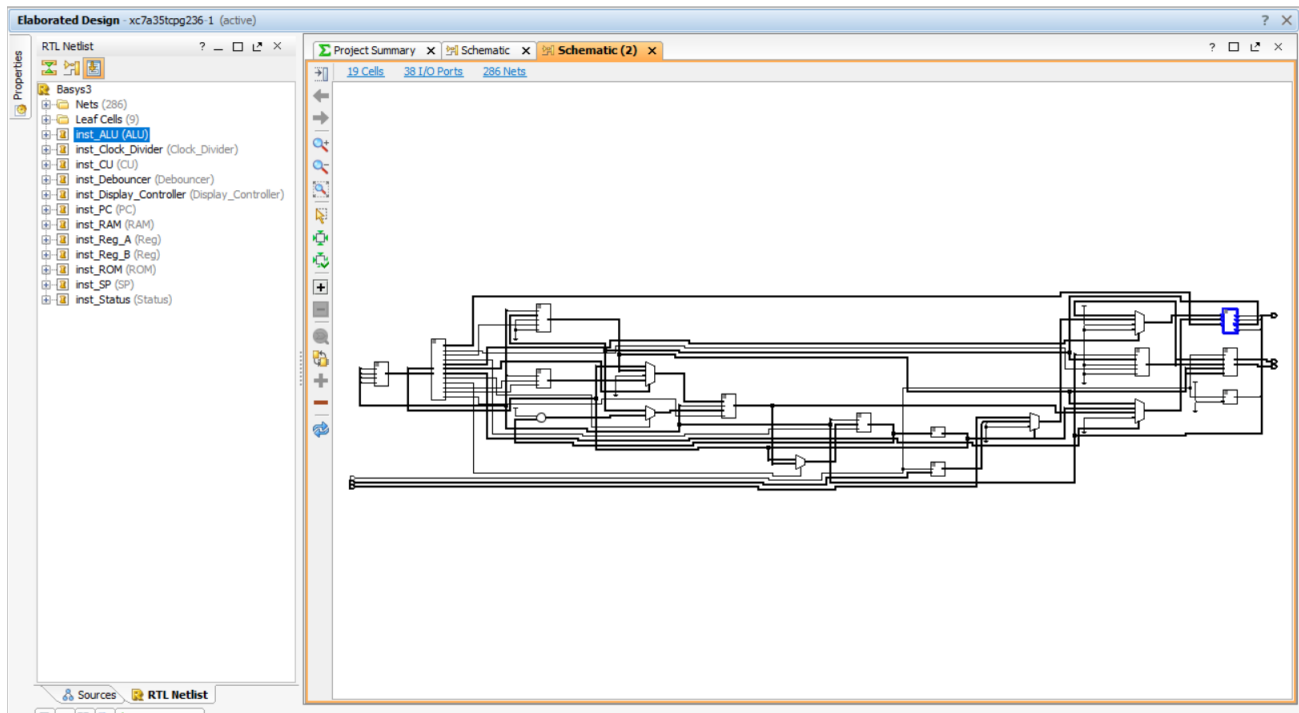 Elaborated Design - xc7a35tcpg236-1 (active)
Properties
RTL Netlist
Basys3
Nets (286)
Leaf Cells (9)
inst_ALU (ALU)
inst_Clock_Divider (Clock_Divider)
inst_CU (CU)
inst_Debouncer (Debouncer)
inst_Display_Controller (Display_Controller)
inst_PC (PC)
inst_RAM (RAM)
inst_Reg_A (Reg)
inst_Reg_B (Reg)
inst_ROM (ROM)
inst_SP (SP)
inst_Status (Status)
Sources
RTL Netlist
Project Summary
Schematic
Schematic (2)
19 Cells
38 I/O Ports
286 Nets